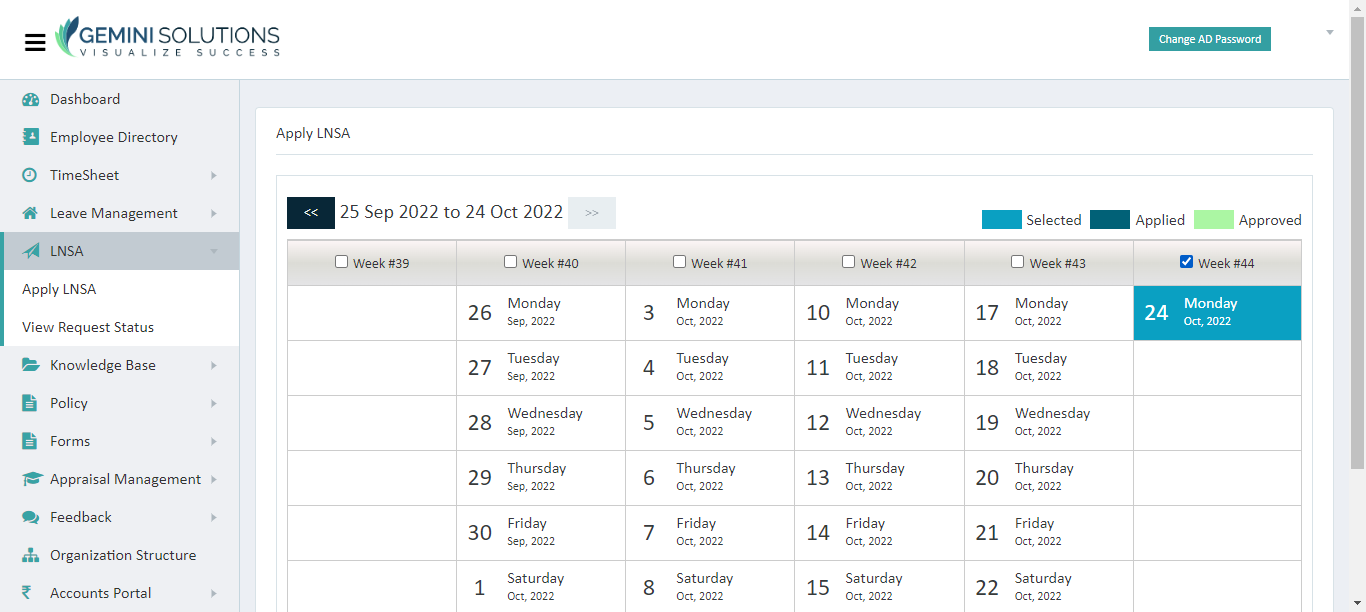 GEMINI SOLUTIONS
VISUALIZE SUCCESS
Change AD Password
Dashboard
Employee Directory
TimeSheet
Leave Management
LNSA
Apply LNSA
View Request Status
Knowledge Base
Policy
Forms
Appraisal Management
Feedback
Organization Structure
₹ Accounts Portal
Apply LNSA
<< 25 Sep 2022 to 24 Oct 2022 >>
Selected Applied Approved
Week #39 Week #40 Week #41 Week #42 Week #43 Week #44
26 Monday Sep, 2022 3 Monday Oct, 2022 10 Monday Oct, 2022 17 Monday Oct, 2022 24 Monday Oct, 2022
27 Tuesday Sep, 2022 4 Tuesday Oct, 2022 11 Tuesday Oct, 2022 18 Tuesday Oct, 2022
28 Wednesday Sep, 2022 5 Wednesday Oct, 2022 12 Wednesday Oct, 2022 19 Wednesday Oct, 2022
29 Thursday Sep, 2022 6 Thursday Oct, 2022 13 Thursday Oct, 2022 20 Thursday Oct, 2022
30 Friday Sep, 2022 7 Friday Oct, 2022 14 Friday Oct, 2022 21 Friday Oct, 2022
1 Saturday Oct, 2022 8 Saturday Oct, 2022 15 Saturday Oct, 2022 22 Saturday Oct, 2022